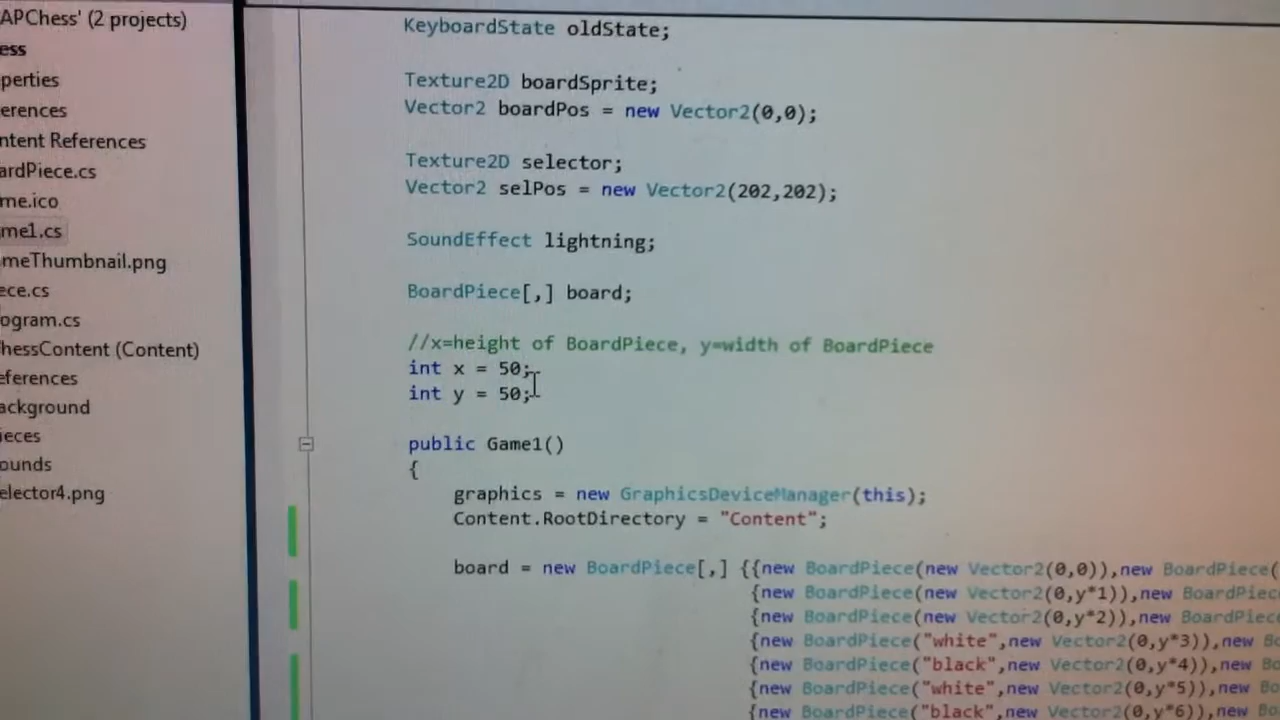 APChess' (2 projects)
ess
perties
erences
ntent References
ardPiece.cs
me.ico
me1.cs
meThumbnail.png
ece.cs
ogram.cs
hessContent (Content)
eferences
ackground
ieces
ounds
elector4.png
KeyboardState oldState;
Texture2D boardSprite;
Vector2 boardPos = new Vector2(0,0);
Texture2D selector;
Vector2 selPos = new Vector2(202,202);
SoundEffect lightning;
BoardPiece[,] board;
//x=height of BoardPiece, y=width of BoardPiece
int x = 50;
int y = 50;
public Game1()
{
graphics = new GraphicsDeviceManager(this);
Content.RootDirectory = "Content";
board = new BoardPiece[,] {{new BoardPiece(new Vector2(0,0)),new BoardPiece(
{new BoardPiece(new Vector2(0,y*1)),new BoardPiec
{new BoardPiece(new Vector2(0,y*2)),new BoardPiece
{new BoardPiece("white",new Vector2(0,y*3)),new Bo
{new BoardPiece("black",new Vector2(0,y*4)),new Bo
{new BoardPiece("white",new Vector2(0,y*5)),new Bo
{new BoardPiece("black",new Vector2(0,y*6)),new Bo